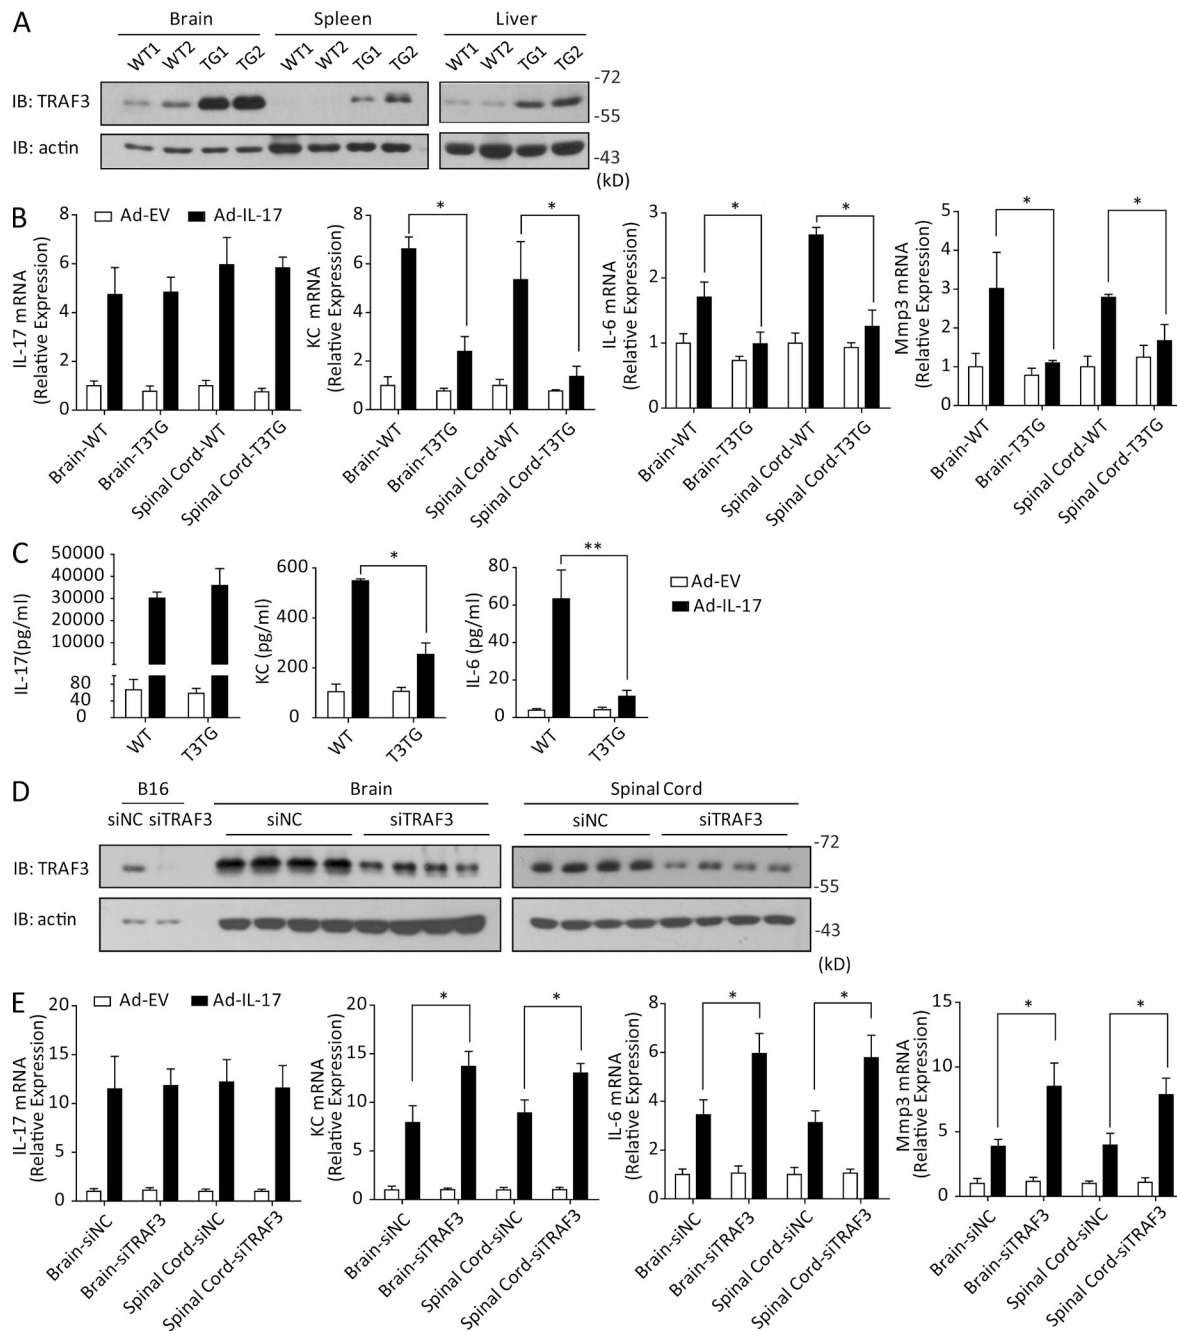 A
Brain Spleen Liver
WT1 WT2 TG1 TG2 WT1 WT2 TG1 TG2 WT1 WT2 TG1 TG2
IB: TRAF3
-72
-55
IB: actin
-43
(kD)
B
Ad-EV Ad-IL-17
IL-17 mRNA
(Relative Expression)
8
6
4
2
0
Brain-WT
Brain-T3TG
Spinal Cord-WT
Spinal Cord-T3TG
KC mRNA
(Relative Expression)
8
6
4
2
0
* *
Brain-WT
Brain-T3TG
Spinal Cord-WT
Spinal Cord-T3TG
IL-6 mRNA
(Relative Expression)
3
2
1
0
* *
Brain-WT
Brain-T3TG
Spinal Cord-WT
Spinal Cord-T3TG
Mmp3 mRNA
(Relative Expression)
5
4
3
2
1
0
* *
Brain-WT
Brain-T3TG
Spinal Cord-WT
Spinal Cord-T3TG
C
IL-17(pg/ml)
50000
40000
30000
20000
10000
80
40
0
WT
T3TG
KC (pg/ml)
600
400
200
0
*
WT
T3TG
IL-6 (pg/ml)
80
60
40
20
0
**
WT
T3TG
Ad-EV
Ad-IL-17
D
B16 Brain Spinal Cord
siNC siTRAF3 siNC siTRAF3 siNC siTRAF3
IB: TRAF3
-72
-55
IB: actin
-43
(kD)
E
Ad-EV Ad-IL-17
IL-17 mRNA
(Relative Expression)
20
15
10
5
0
Brain-siNC
Brain-siTRAF3
Spinal Cord-siNC
Spinal Cord-siTRAF3
KC mRNA
(Relative Expression)
20
15
10
5
0
* *
Brain-siNC
Brain-siTRAF3
Spinal Cord-siNC
Spinal Cord-siTRAF3
IL-6 mRNA
(Relative Expression)
8
6
4
2
0
* *
Brain-siNC
Brain-siTRAF3
Spinal Cord-siNC
Spinal Cord-siTRAF3
Mmp3 mRNA
(Relative Expression)
15
10
5
0
* *
Brain-siNC
Brain-siTRAF3
Spinal Cord-siNC
Spinal Cord-siTRAF3